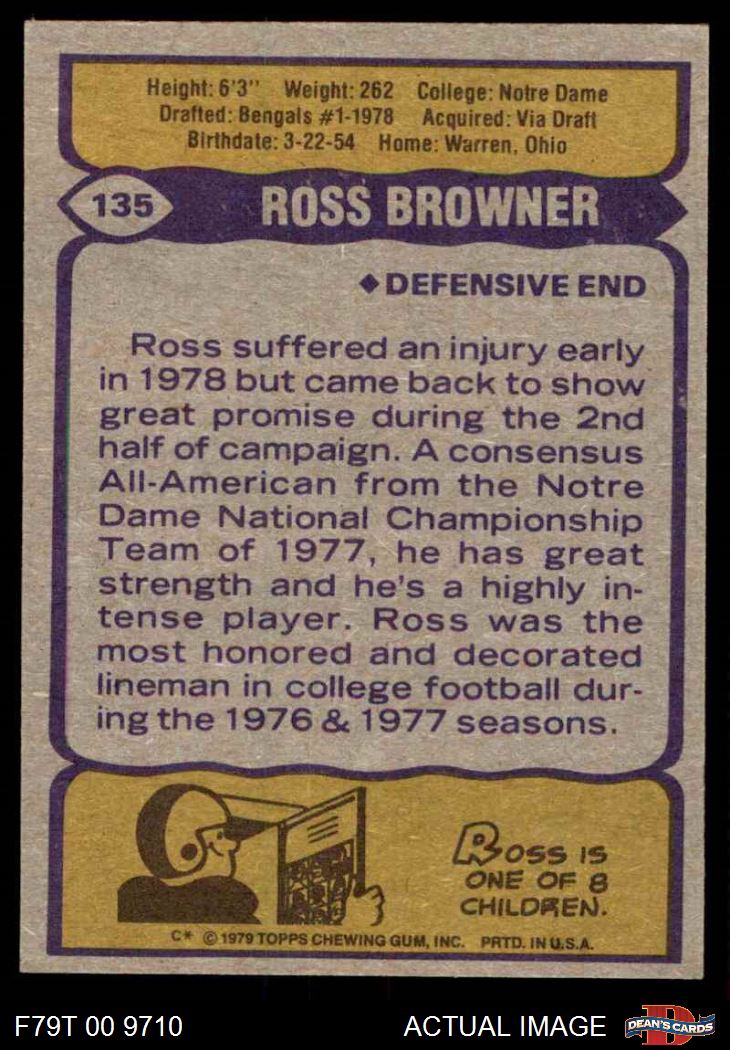 Height: 6'3" Weight: 262 College: Notre Dame
Drafted: Bengals #1-1978 Acquired: Via Draft
Birthdate: 3-22-54 Home: Warren, Ohio
135 ROSS BROWNER
◆DEFENSIVE END
Ross suffered an injury early
in 1978 but came back to show
great promise during the 2nd
half of campaign. A consensus
All-American from the Notre
Dame National Championship
Team of 1977, he has great
strength and he's a highly in-
tense player. Ross was the
most honored and decorated
lineman in college football dur-
ing the 1976 & 1977 seasons.
ROSS IS
ONE OF 8
CHILDREN.
C* © 1979 TOPPS CHEWING GUM, INC. PRTD. IN U.S.A.
F79T 00 9710 ACTUAL IMAGE D DEAN'S CARDS